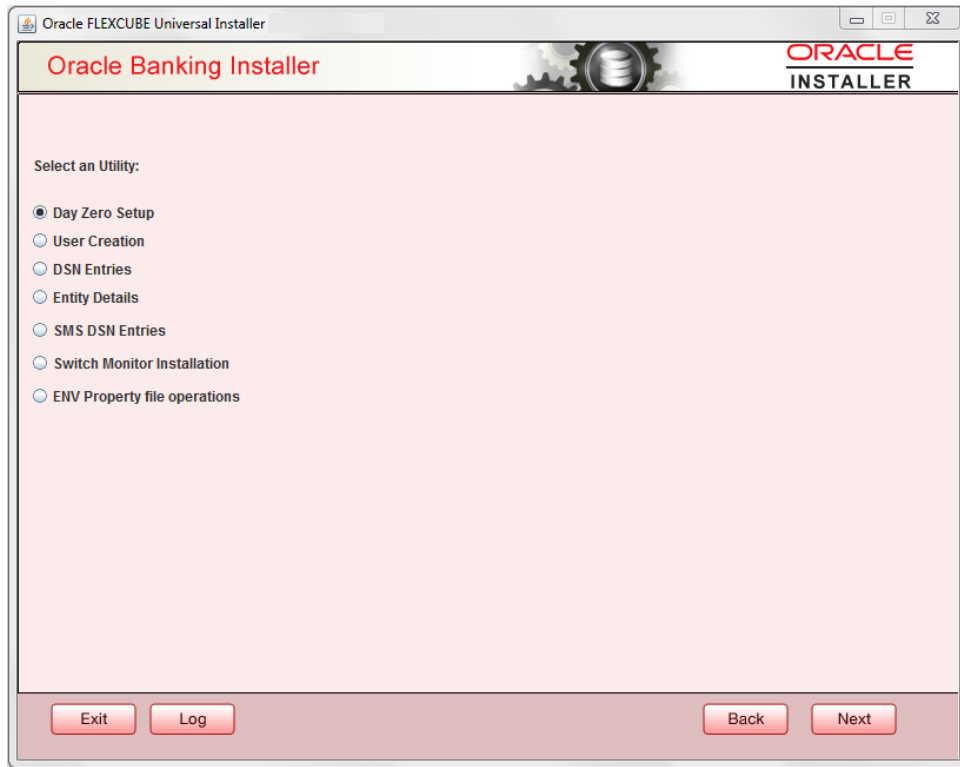 Oracle FLEXCUBE Universal Installer
Oracle Banking Installer
ORACLE
INSTALLER
Select an Utility:
Day Zero Setup
User Creation
DSN Entries
Entity Details
SMS DSN Entries
Switch Monitor Installation
ENV Property file operations
Exit
Log
Back
Next